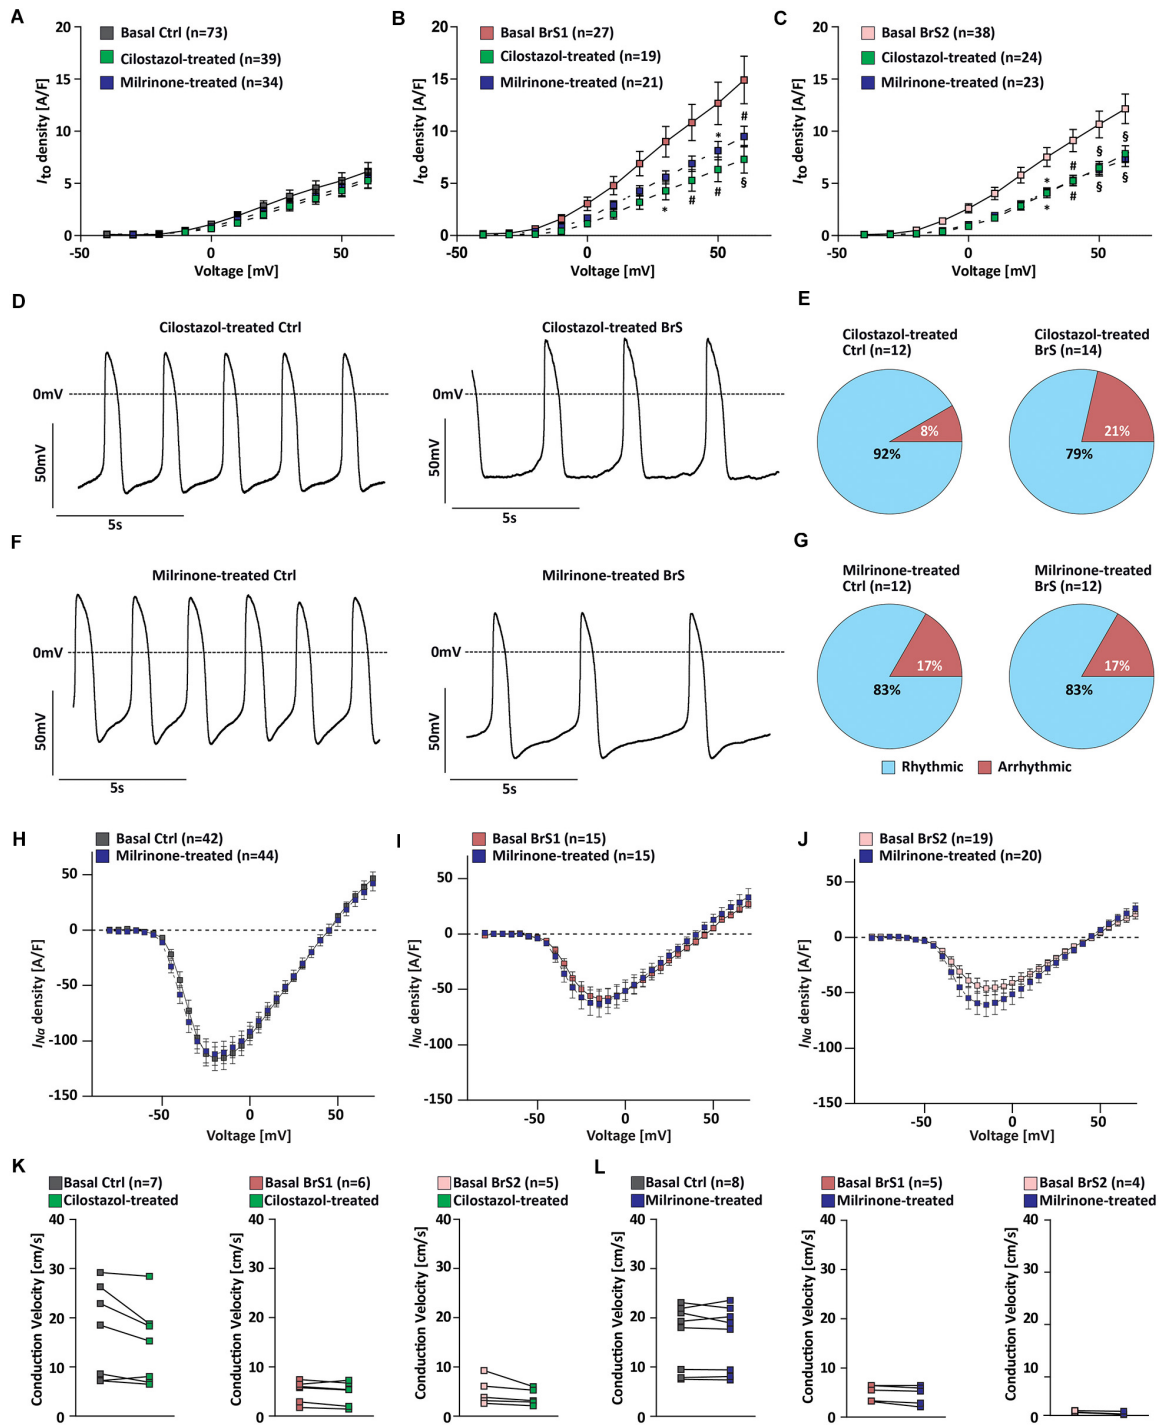 A
B
C
Basal Ctrl (n=73)
Cilostazol-treated (n=39)
Milrinone-treated (n=34)
Basal BrS1 (n=27)
Cilostazol-treated (n=19)
Milrinone-treated (n=21)
Basal BrS2 (n=38)
Cilostazol-treated (n=24)
Milrinone-treated (n=23)
Ito density [A/F]
20
15
10
5
0
-50
0
50
Voltage [mV]
Ito density [A/F]
20
15
10
5
0
-50
0
50
* # # §
* #
Voltage [mV]
Ito density [A/F]
20
15
10
5
0
-50
0
50
* # § §
* # § §
Voltage [mV]
D
Cilostazol-treated Ctrl
Cilostazol-treated BrS
0mV
50mV
5s
50mV
5s
E
Cilostazol-treated
Ctrl (n=12)
Cilostazol-treated
BrS (n=14)
8%
92%
21%
79%
F
Milrinone-treated Ctrl
Milrinone-treated BrS
0mV
0mV
50mV
5s
50mV
5s
G
Milrinone-treated
Ctrl (n=12)
Milrinone-treated
BrS (n=12)
17%
83%
17%
83%
Rhythmic
Arrhythmic
H
Basal Ctrl (n=42)
Milrinone-treated (n=44)
INa density [A/F]
50
0
-50
-100
-150
-50
0
50
Voltage [mV]
I
Basal BrS1 (n=15)
Milrinone-treated (n=15)
INa density [A/F]
50
0
-50
-100
-150
-50
0
50
Voltage [mV]
J
Basal BrS2 (n=19)
Milrinone-treated (n=20)
INa density [A/F]
50
0
-50
-100
-150
-50
0
50
Voltage [mV]
K
Basal Ctrl (n=7)
Cilostazol-treated
Conduction Velocity [cm/s]
40
30
20
10
0
Basal BrS1 (n=6)
Cilostazol-treated
Conduction Velocity [cm/s]
40
30
20
10
0
Basal BrS2 (n=5)
Cilostazol-treated
Conduction Velocity [cm/s]
40
30
20
10
0
L
Basal Ctrl (n=8)
Milrinone-treated
Conduction Velocity [cm/s]
40
30
20
10
0
Basal BrS1 (n=5)
Milrinone-treated
Conduction Velocity [cm/s]
40
30
20
10
0
Basal BrS2 (n=4)
Milrinone-treated
Conduction Velocity [cm/s]
40
30
20
10
0